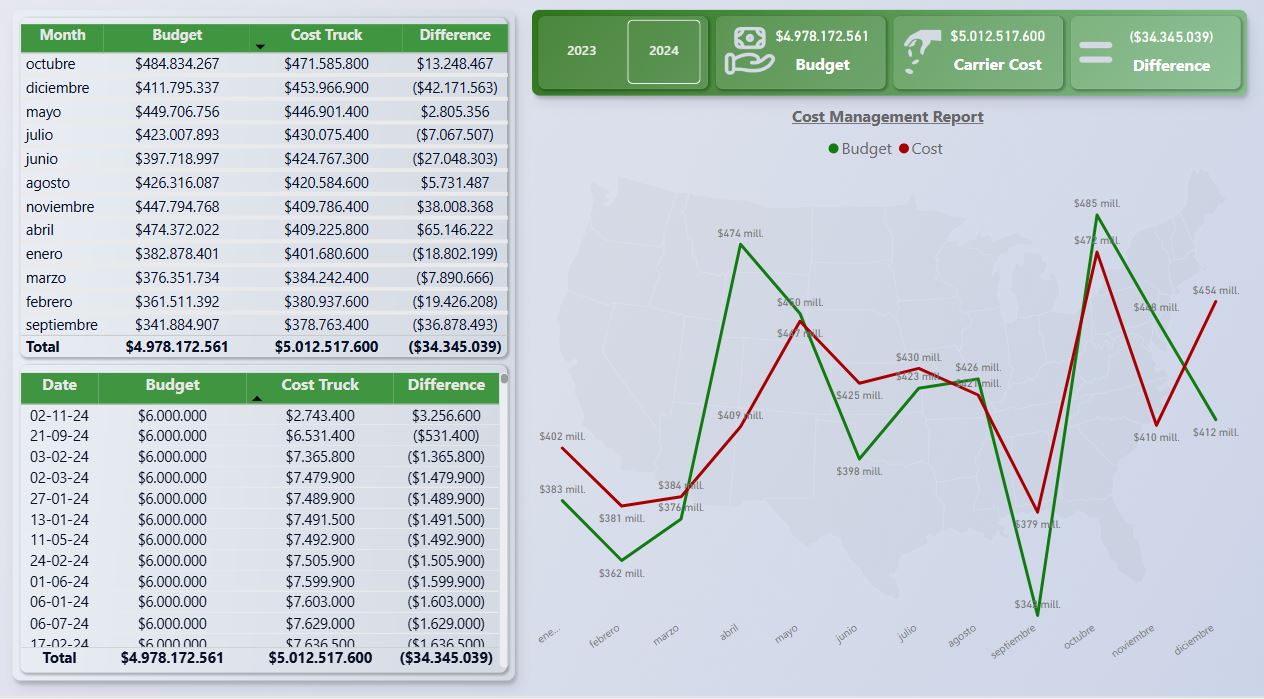 Month Budget Cost Truck Difference
octubre $484.834.267 $471.585.800 $13.248.467
diciembre $411.795.337 $453.966.900 ($42.171.563)
mayo $449.706.756 $446.901.400 $2.805.356
julio $423.007.893 $430.075.400 ($7.067.507)
junio $397.718.997 $424.767.300 ($27.048.303)
agosto $426.316.087 $420.584.600 $5.731.487
noviembre $447.794.768 $409.786.400 $38.008.368
abril $474.372.022 $409.225.800 $65.146.222
enero $382.878.401 $401.680.600 ($18.802.199)
marzo $376.351.734 $384.242.400 ($7.890.666)
febrero $361.511.392 $380.937.600 ($19.426.208)
septiembre $341.884.907 $378.763.400 ($36.878.493)
Total $4.978.172.561 $5.012.517.600 ($34.345.039)
Date Budget Cost Truck Difference
02-11-24 $6.000.000 $2.743.400 $3.256.600
21-09-24 $6.000.000 $6.531.400 ($531.400)
03-02-24 $6.000.000 $7.365.800 ($1.365.800)
02-03-24 $6.000.000 $7.479.900 ($1.479.900)
27-01-24 $6.000.000 $7.489.900 ($1.489.900)
13-01-24 $6.000.000 $7.491.500 ($1.491.500)
11-05-24 $6.000.000 $7.492.900 ($1.492.900)
24-02-24 $6.000.000 $7.505.900 ($1.505.900)
01-06-24 $6.000.000 $7.599.900 ($1.599.900)
06-01-24 $6.000.000 $7.603.000 ($1.603.000)
06-07-24 $6.000.000 $7.629.000 ($1.629.000)
17-02-24 $6.000.000 $7.636.500 ($1.636.500)
Total $4.978.172.561 $5.012.517.600 ($34.345.039)
2023 2024
$4.978.172.561
Budget
$5.012.517.600
Carrier Cost
($34.345.039)
Difference
Cost Management Report
Budget Cost
$485 mill.
$474 mill.
$472 mill.
$454 mill.
$450 mill.
$448 mill.
$447 mill.
$430 mill.
$426 mill.
$423 mill.
$421 mill.
$425 mill.
$409 mill.
$402 mill.
$410 mill.
$412 mill.
$398 mill.
$383 mill.
$384 mill.
$376 mill.
$381 mill.
$379 mill.
$362 mill.
$342 mill.
ene... febrero marzo abril mayo junio julio agosto septiembre octubre noviembre diciembre